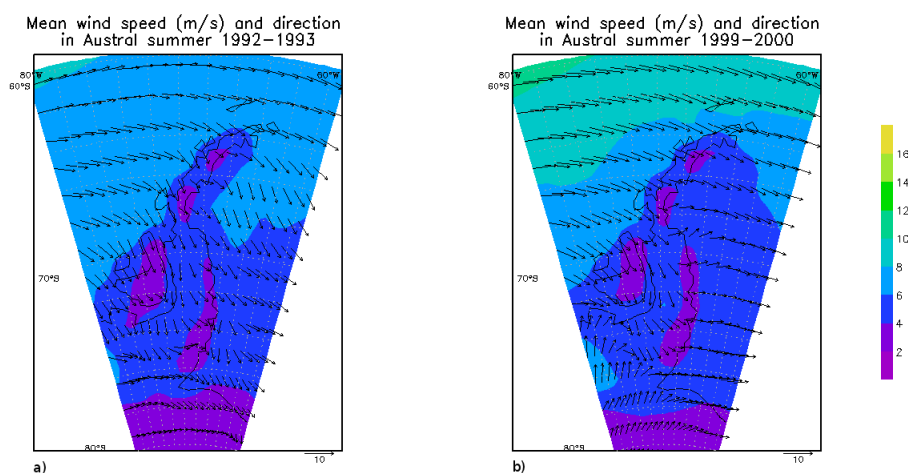 Mean wind speed (m/s) and direction
in Austral summer 1992-1993
80°W
60°S
60°W
70°S
80°S
10
a)
Mean wind speed (m/s) and direction
in Austral summer 1999-2000
80°W
60°S
60°W
70°S
80°S
10
b)
16
14
12
10
8
6
4
2